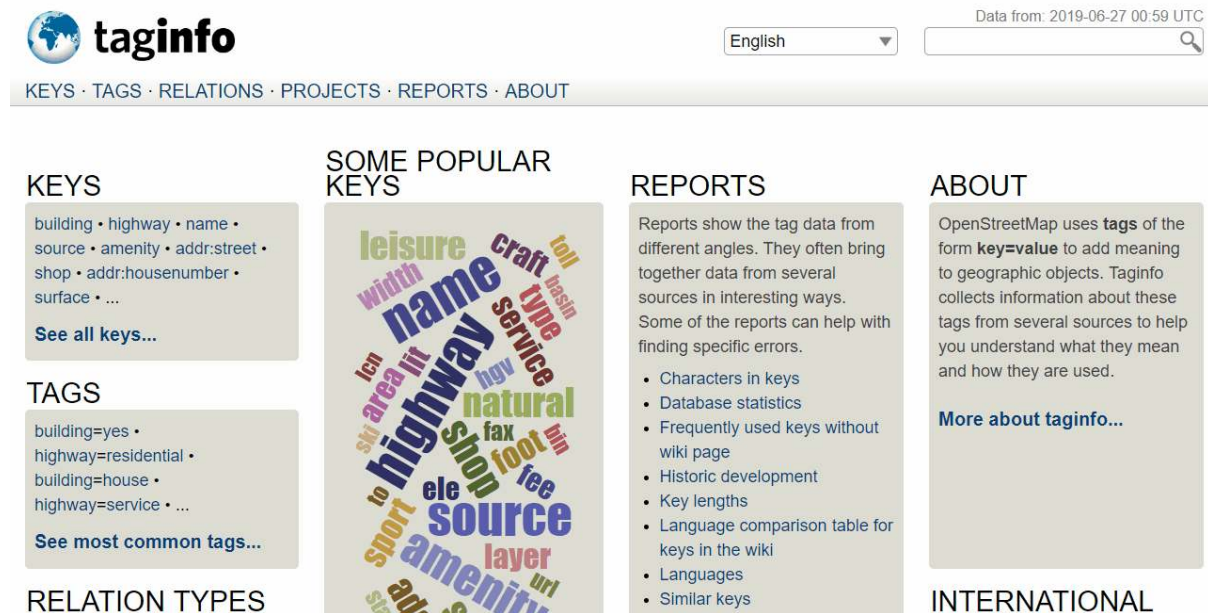 Data from: 2019-06-27 00:59 UTC
taginfo
English
KEYS · TAGS · RELATIONS · PROJECTS · REPORTS · ABOUT
KEYS
building • highway • name •
source • amenity • addr:street •
shop • addr:housenumber •
surface • ...
See all keys...
TAGS
building=yes •
highway=residential •
building=house •
highway=service • ...
See most common tags...
RELATION TYPES
SOME POPULAR
KEYS
leisure
craft
toll
width
name
basin
type
service
lcn
area
lit
highway
hgv
natural
ski
shop
fax
foot
bin
to
ele
fee
sport
source
amenity
layer
url
REPORTS
Reports show the tag data from
different angles. They often bring
together data from several
sources in interesting ways.
Some of the reports can help with
finding specific errors.
• Characters in keys
• Database statistics
• Frequently used keys without
wiki page
• Historic development
• Key lengths
• Language comparison table for
keys in the wiki
• Languages
• Similar keys
ABOUT
OpenStreetMap uses tags of the
form key=value to add meaning
to geographic objects. Taginfo
collects information about these
tags from several sources to help
you understand what they mean
and how they are used.
More about taginfo...
INTERNATIONAL